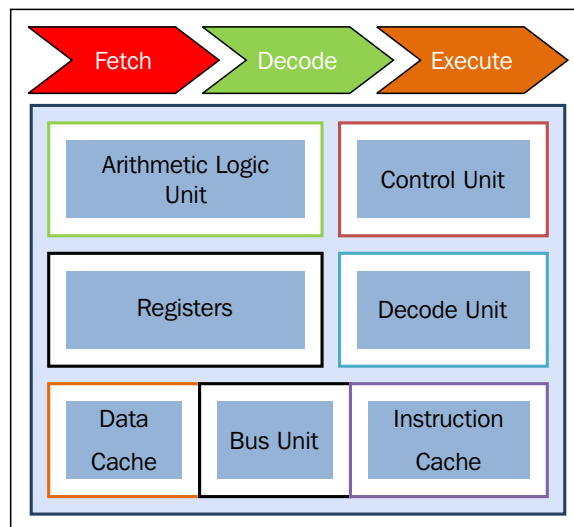 Fetch
Decode
Execute
Arithmetic Logic
Unit
Control Unit
Registers
Decode Unit
Data
Cache
Bus Unit
Instruction
Cache